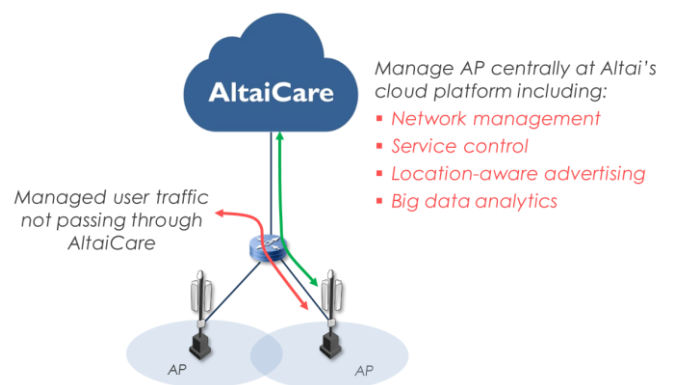 AltaiCare
Manage AP centrally at Altai's
cloud platform including:
▪ Network management
▪ Service control
▪ Location-aware advertising
▪ Big data analytics
Managed user traffic
not passing through
AltaiCare
AP
AP